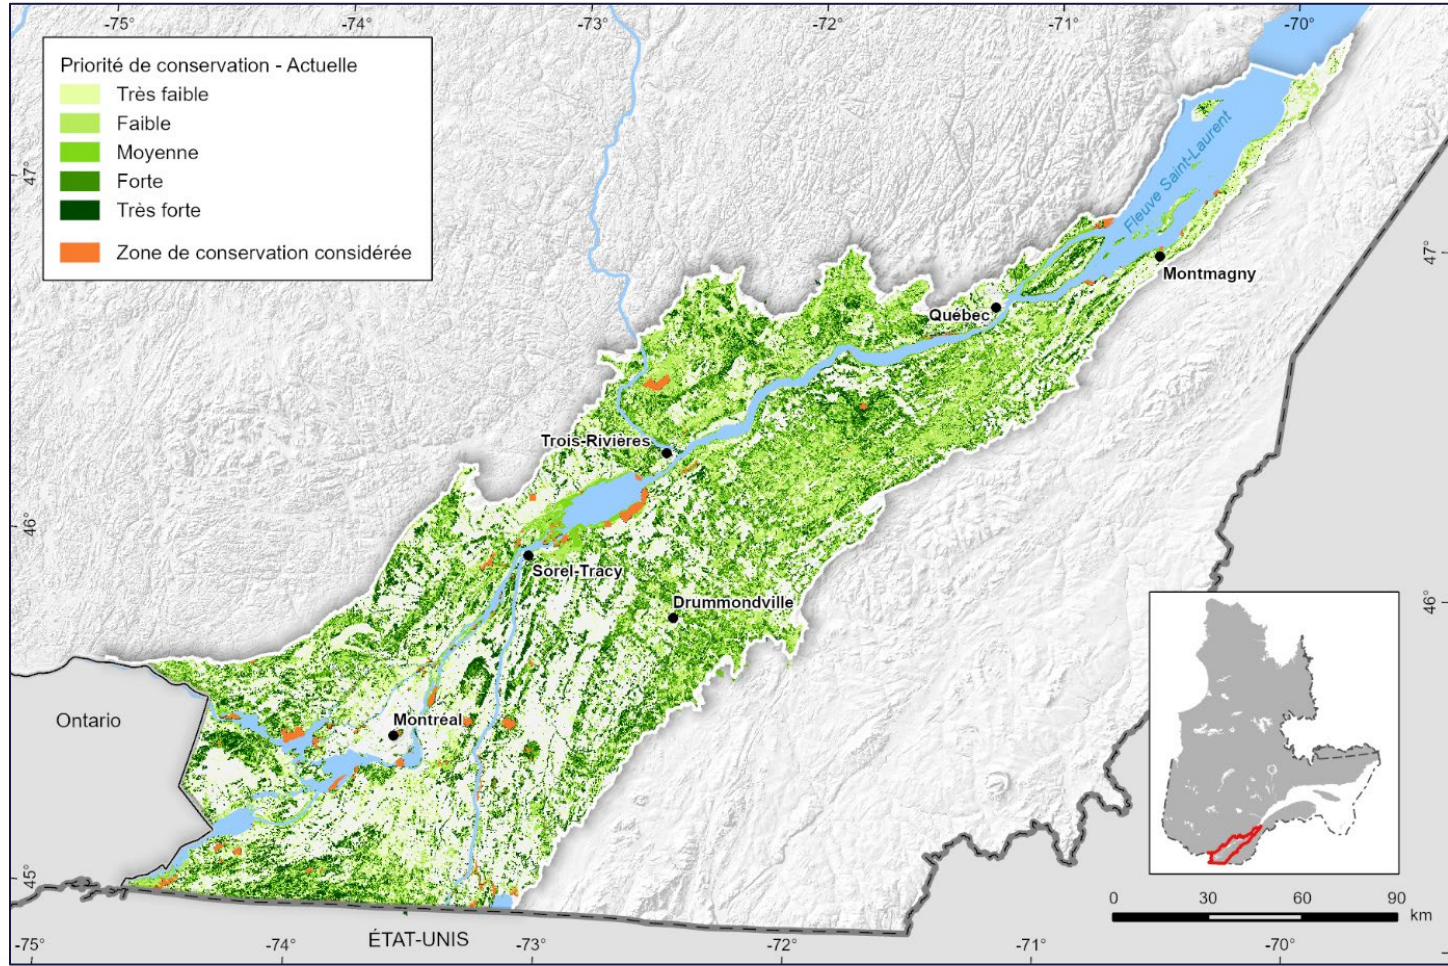 -75°
-74°
-73°
-72°
-71°
-70°
Priorité de conservation - Actuelle
Très faible
Faible
Moyenne
Forte
Très forte
Zone de conservation considérée
47°
47°
Fleuve Saint-Laurent
Montmagny
Québec
Trois-Rivières
46°
46°
Sorel-Tracy
Drummondville
Ontario
Montréal
45°
0 30 60 90
km
ÉTAT-UNIS
-75°
-74°
-73°
-72°
-71°
-70°